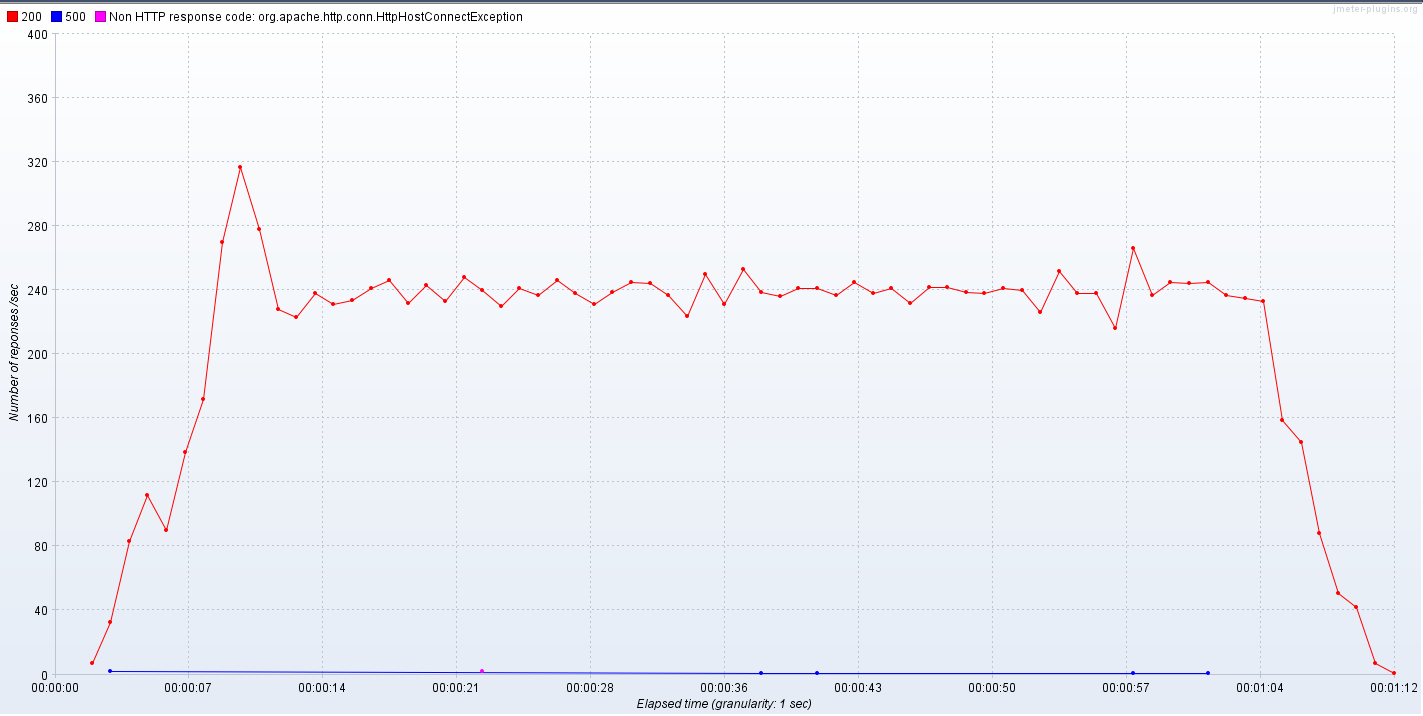 jmeter-plugins.org
200 500 Non HTTP response code: org.apache.http.conn.HttpHostConnectException
400
360
320
280
240
200
160
120
80
40
0
Number of reponses /sec
00:00:00 00:00:07 00:00:14 00:00:21 00:00:28 00:00:36 00:00:43 00:00:50 00:00:57 00:01:04 00:01:12
Elapsed time (granularity: 1 sec)